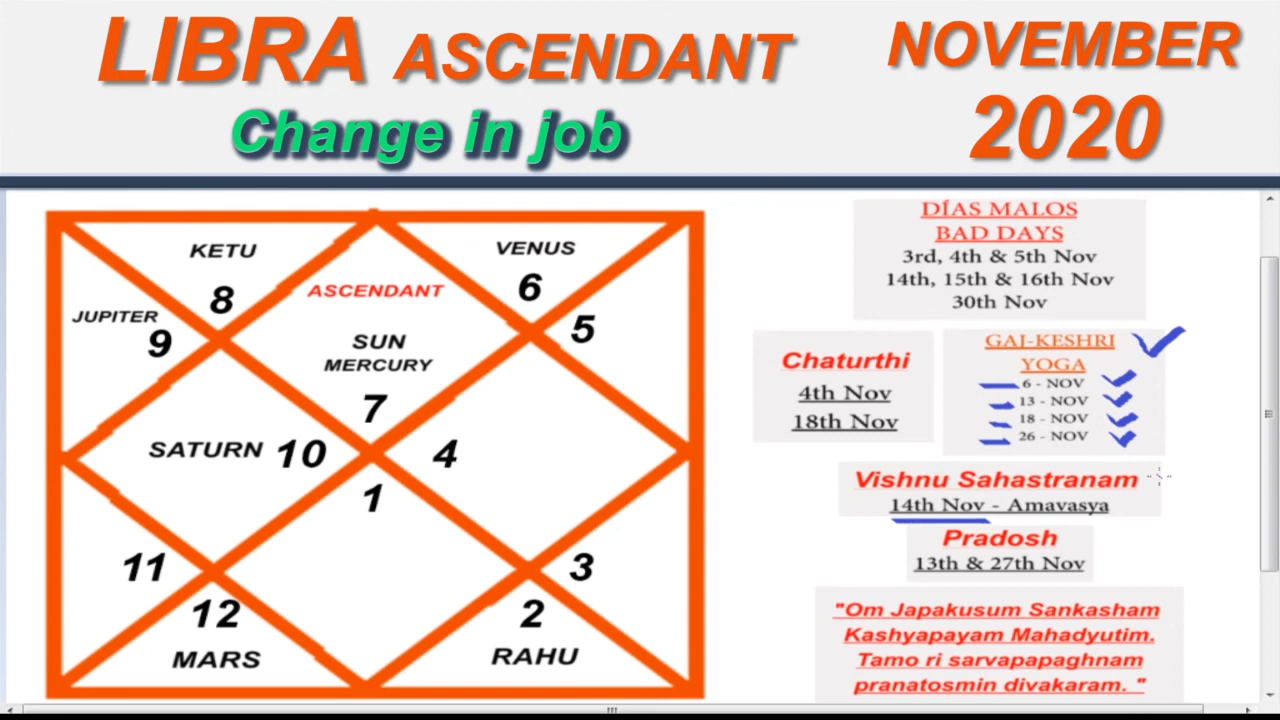 LIBRA ASCENDANT
Change in job
NOVEMBER
2020
KETU
8
VENUS
6
JUPITER
9
ASCENDANT
SUN
MERCURY
7
5
SATURN 10
4
1
11
3
12
MARS
2
RAHU
DÍAS MALOS
BAD DAYS
3rd, 4th & 5th Nov
14th, 15th & 16th Nov
30th Nov
Chaturthi
4th Nov
18th Nov
GAJ-KESHRI
YOGA
6 - NOV
13 - NOV
18 - NOV
26 - NOV
Vishnu Sahastranam
14th Nov - Amavasya
Pradosh
13th & 27th Nov
"Om Japakusum Sankasham
Kashyapayam Mahadyutim.
Tamo ri sarvapapaghnam
pranatosmin divakaram. "